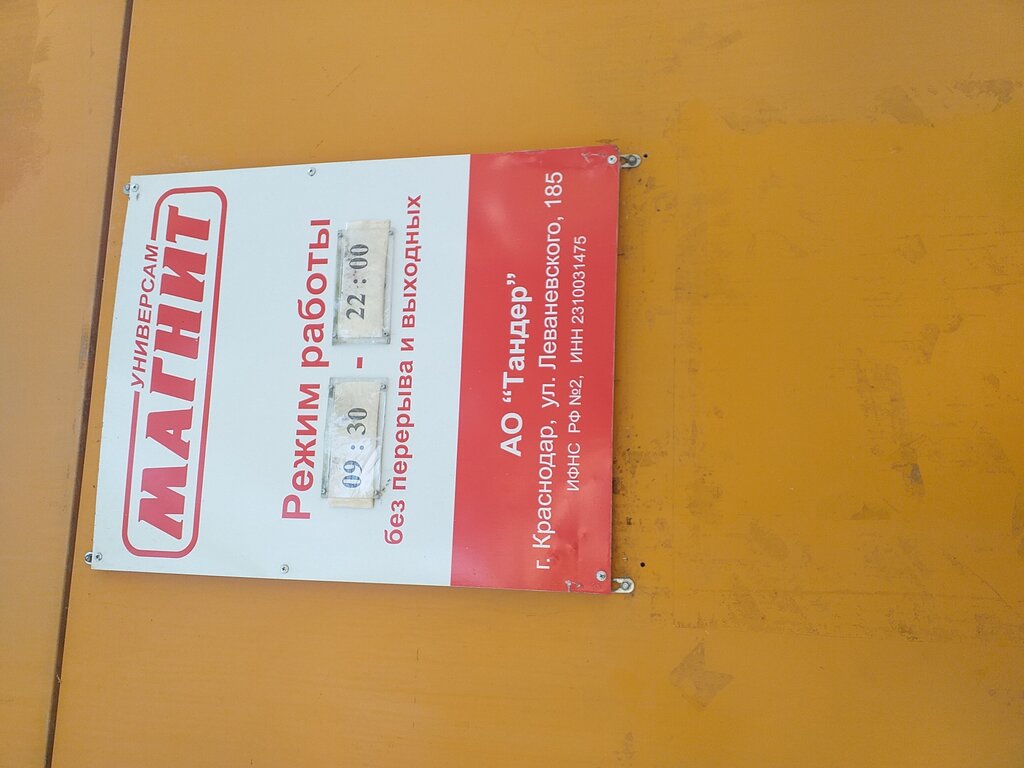 УНИВЕРСАМ
МАГНИТ
Режим работы
09 : 30 - 22 : 00
без перерыва и выходных
АО “Тандер”
г. Краснодар, ул. Леваневского, 185
ИФНС РФ №2, ИНН 2310031475